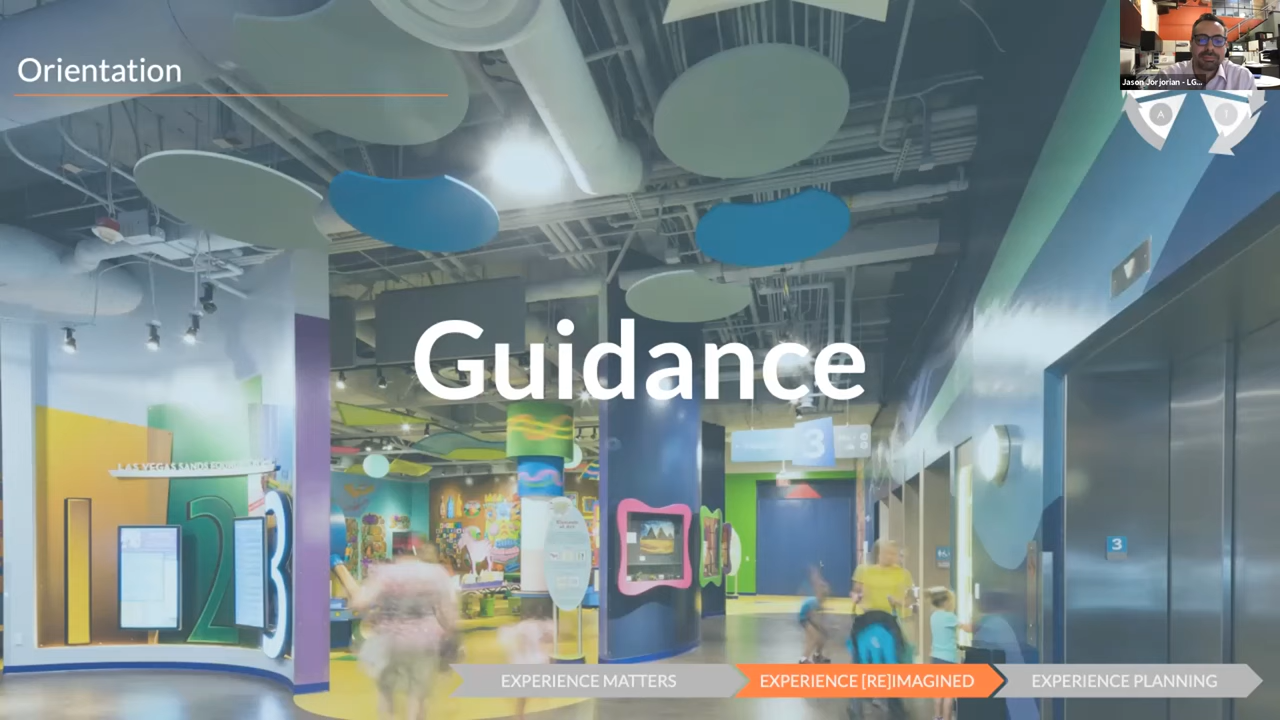 Orientation
Jason Jorjorian - LG...
A
Guidance
3
LAS VEGAS SANDS
1
2
3
3
EXPERIENCE MATTERS
EXPERIENCE [RE]IMAGINED
EXPERIENCE PLANNING